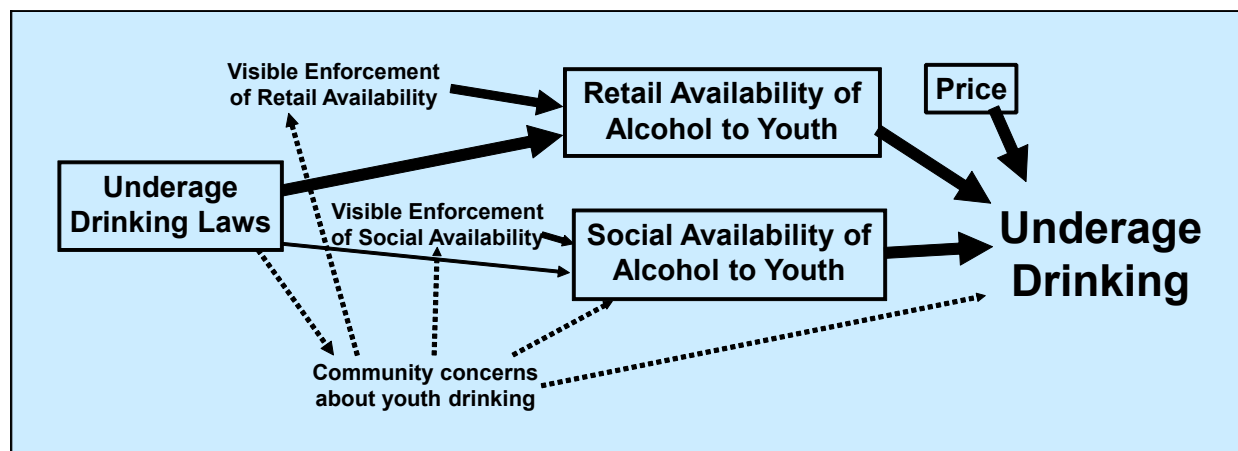 Visible Enforcement
of Retail Availability
Retail Availability of
Alcohol to Youth
Price
Underage
Drinking Laws
Visible Enforcement
of Social Availability
Social Availability of
Alcohol to Youth
Underage
Drinking
Community concerns
about youth drinking